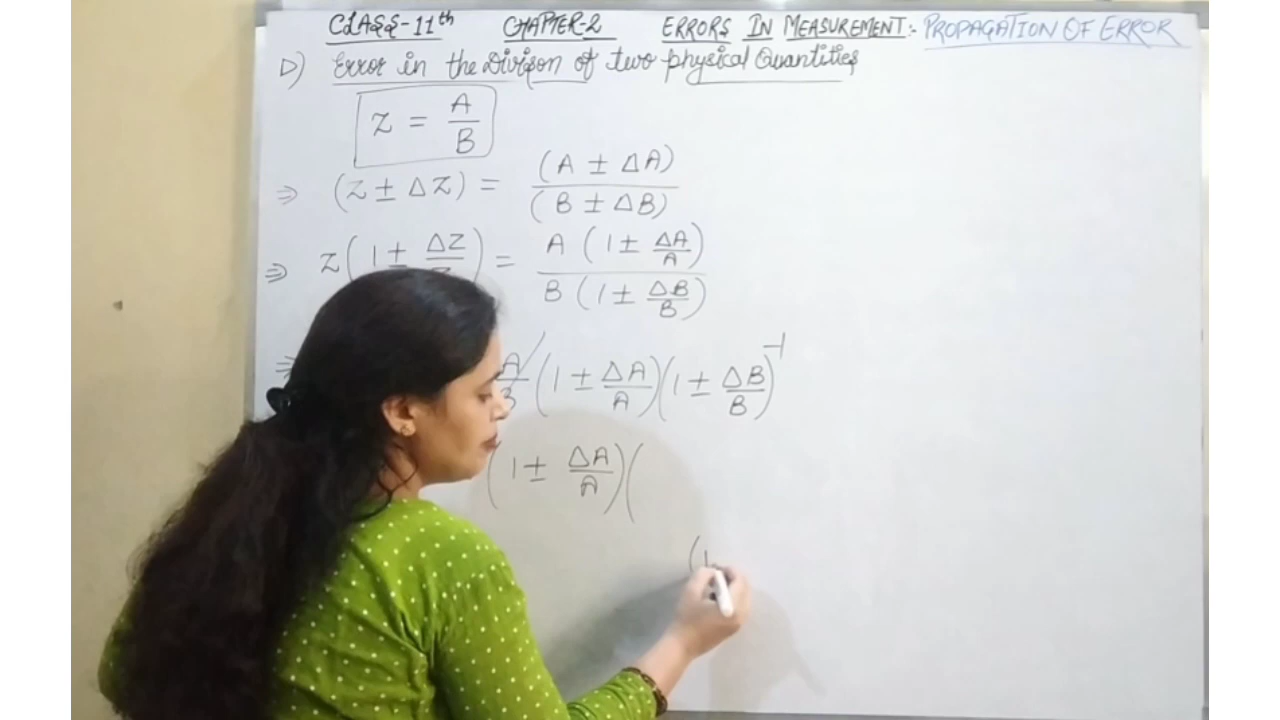 CLASS-11th CHAPTER-2 ERRORS IN MEASUREMENT:- PROPAGATION OF ERROR
D) Error in the Division of two physical Quantities
Z = A/B
⇒ (Z ± ΔZ) = (A ± ΔA)/(B ± ΔB)
⇒ Z(1 ± ΔZ/Z) = A(1 ± ΔA/A)/B(1 ± ΔB/B)
⇒ A/B (1 ± ΔA/A)(1 ± ΔB/B)^-1
(1 ± ΔA/A)(
(1